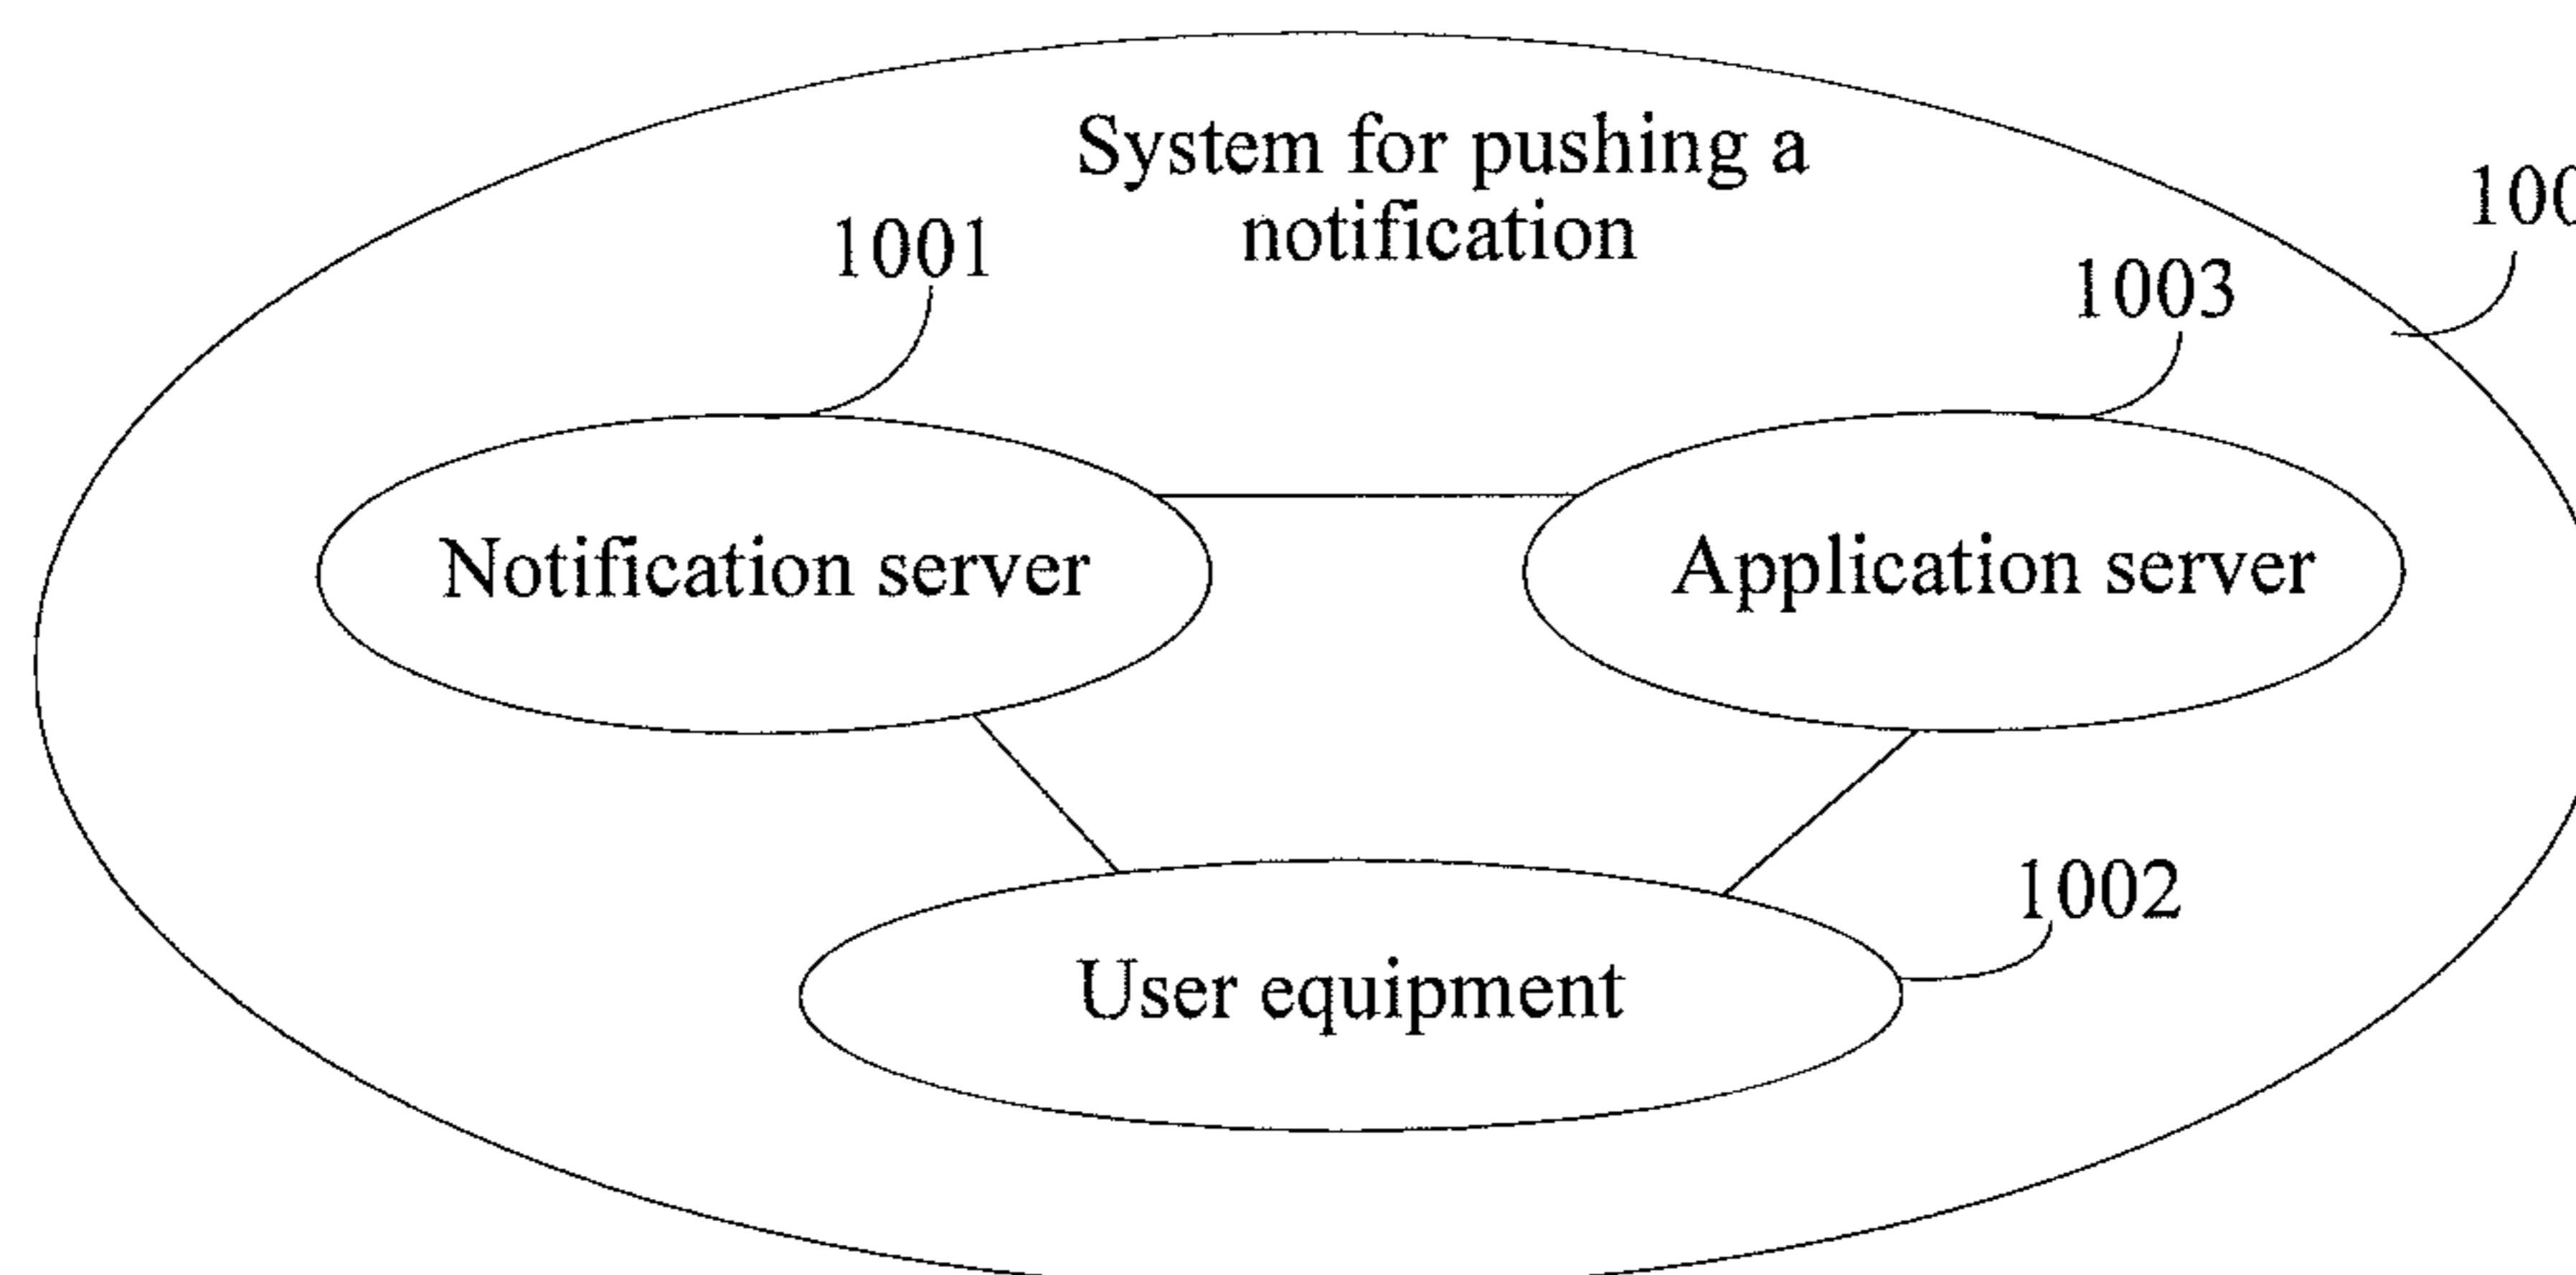 System for pushing a
notification
1001
1003
Notification server
Application server
1002
User equipment